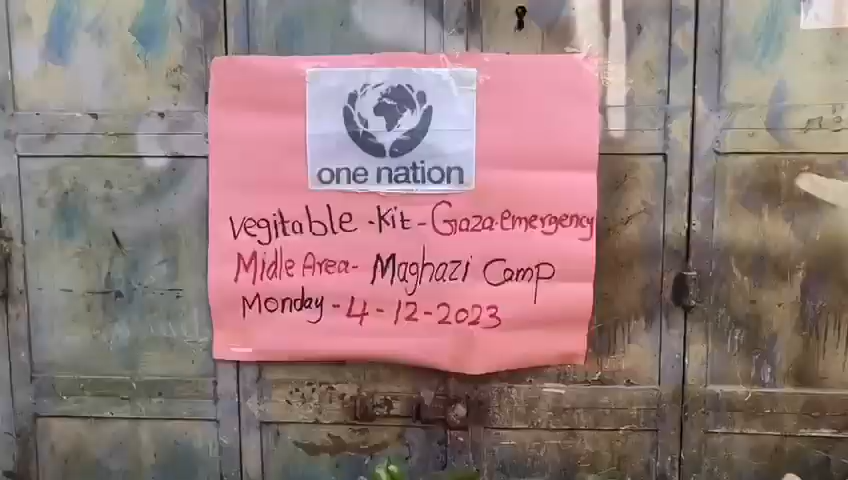 one nation
vegitable - Kit - Gaza-emergency
Midle Area- Maghazi Camp
Monday - 4 - 12 - 2023